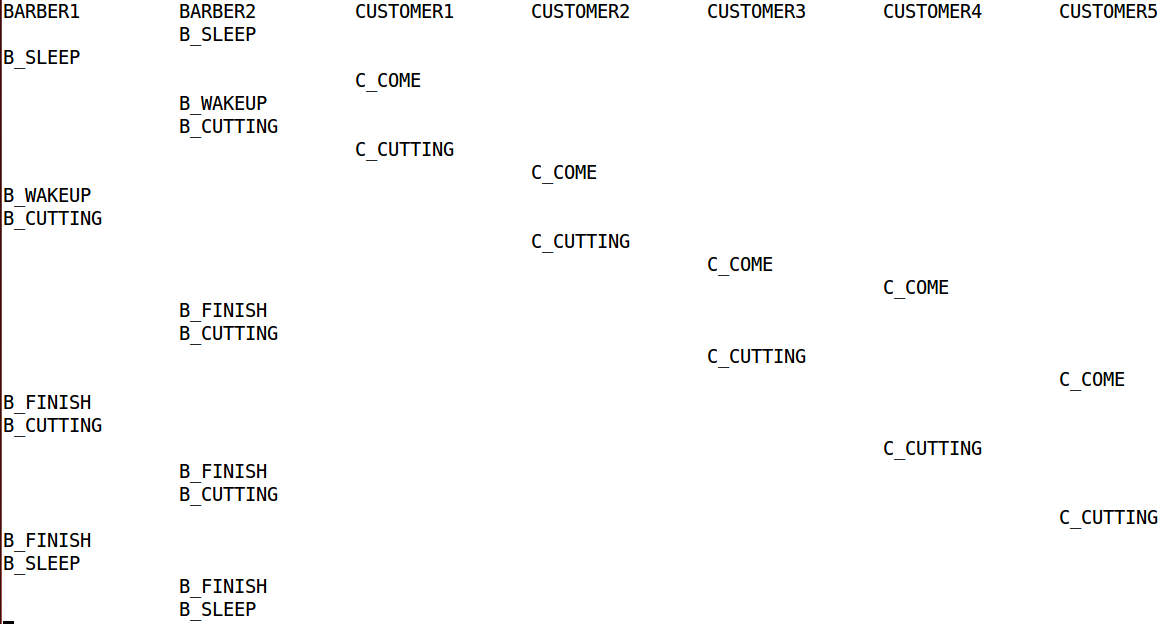 BARBER1 BARBER2 CUSTOMER1 CUSTOMER2 CUSTOMER3 CUSTOMER4 CUSTOMER5
B_SLEEP
B_SLEEP
C_COME
B_WAKEUP
B_CUTTING
C_CUTTING
C_COME
B_WAKEUP
B_CUTTING
C_CUTTING
C_COME
C_COME
B_FINISH
B_CUTTING
C_CUTTING
C_COME
B_FINISH
B_CUTTING
C_CUTTING
B_FINISH
B_CUTTING
C_CUTTING
B_FINISH
B_SLEEP
B_FINISH
B_SLEEP